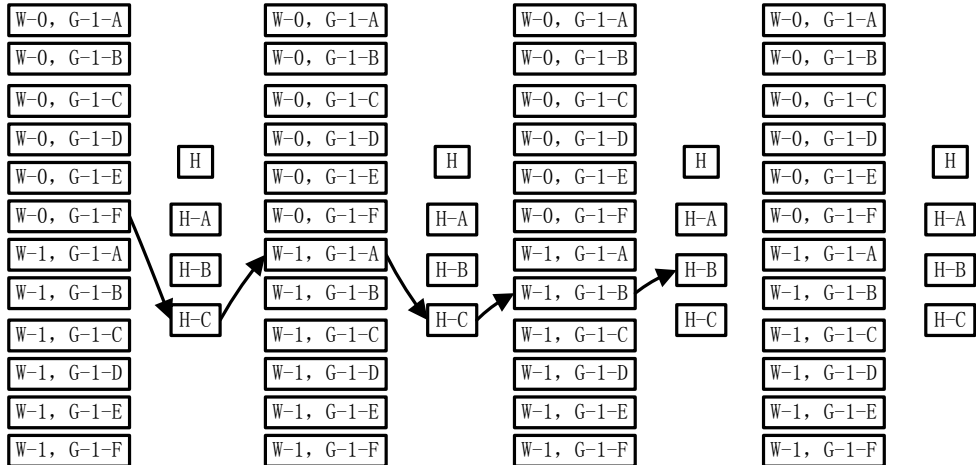 W-0, G-1-A W-0, G-1-A W-0, G-1-A W-0, G-1-A
W-0, G-1-B W-0, G-1-B W-0, G-1-B W-0, G-1-B
W-0, G-1-C W-0, G-1-C W-0, G-1-C W-0, G-1-C
W-0, G-1-D W-0, G-1-D W-0, G-1-D W-0, G-1-D
H H H H
W-0, G-1-E W-0, G-1-E W-0, G-1-E W-0, G-1-E
W-0, G-1-F H-A W-0, G-1-F H-A W-0, G-1-F H-A W-0, G-1-F H-A
W-1, G-1-A W-1, G-1-A W-1, G-1-A W-1, G-1-A
H-B H-B H-B H-B
W-1, G-1-B W-1, G-1-B W-1, G-1-B W-1, G-1-B
H-C H-C H-C H-C
W-1, G-1-C W-1, G-1-C W-1, G-1-C W-1, G-1-C
W-1, G-1-D W-1, G-1-D W-1, G-1-D W-1, G-1-D
W-1, G-1-E W-1, G-1-E W-1, G-1-E W-1, G-1-E
W-1, G-1-F W-1, G-1-F W-1, G-1-F W-1, G-1-F